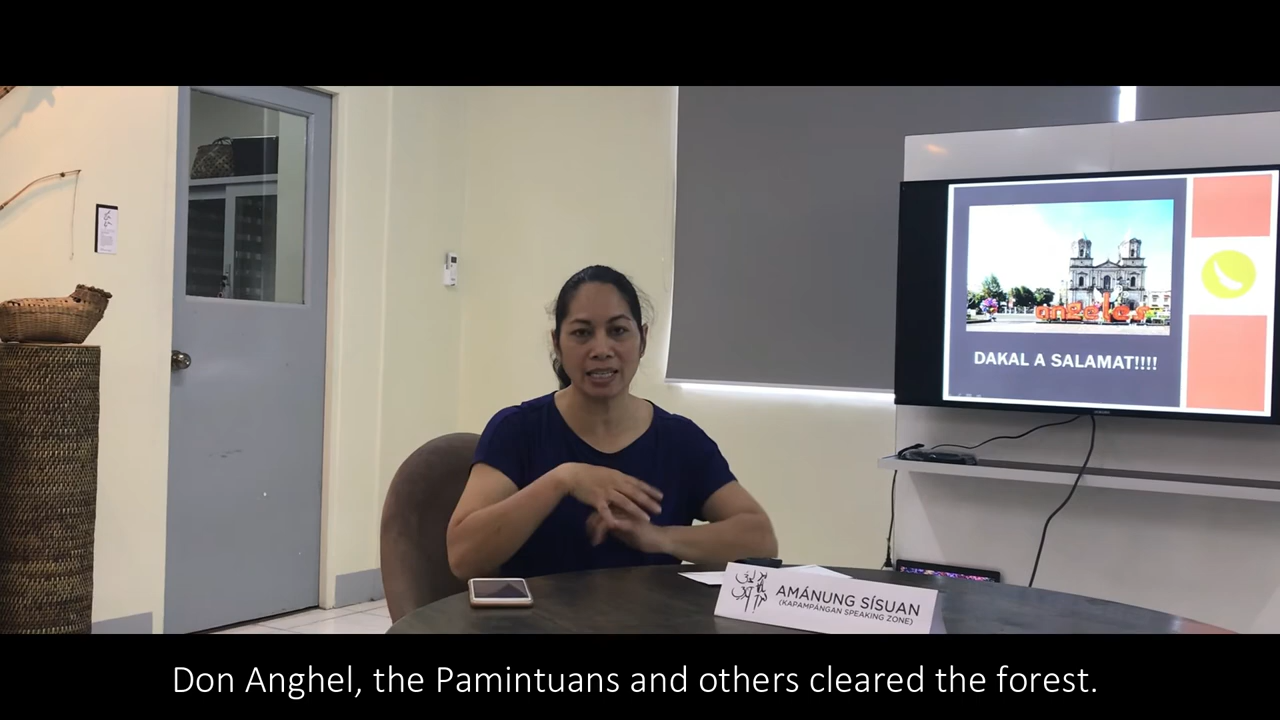 angeles
DAKAL A SALAMAT!!!!
AMÁNUNG SÍSUAN
(KAPAMPÁNGAN SPEAKING ZONE)
Don Anghel, the Pamintuans and others cleared the forest.